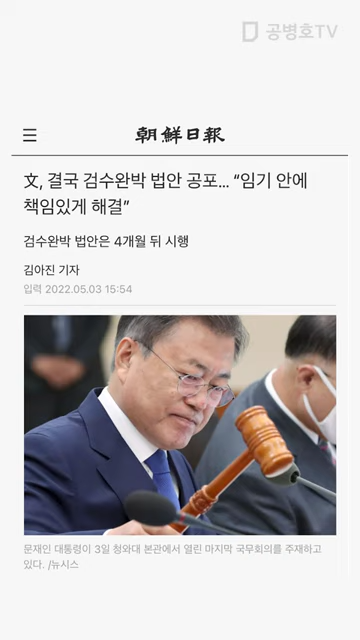 공병호TV
朝鮮日報
文, 결국 검수완박 법안 공포... “임기 안에
책임있게 해결”
검수완박 법안은 4개월 뒤 시행
김아진 기자
입력 2022.05.03 15:54
문재인 대통령이 3일 청와대 본관에서 열린 마지막 국무회의를 주재하고
있다. /뉴시스